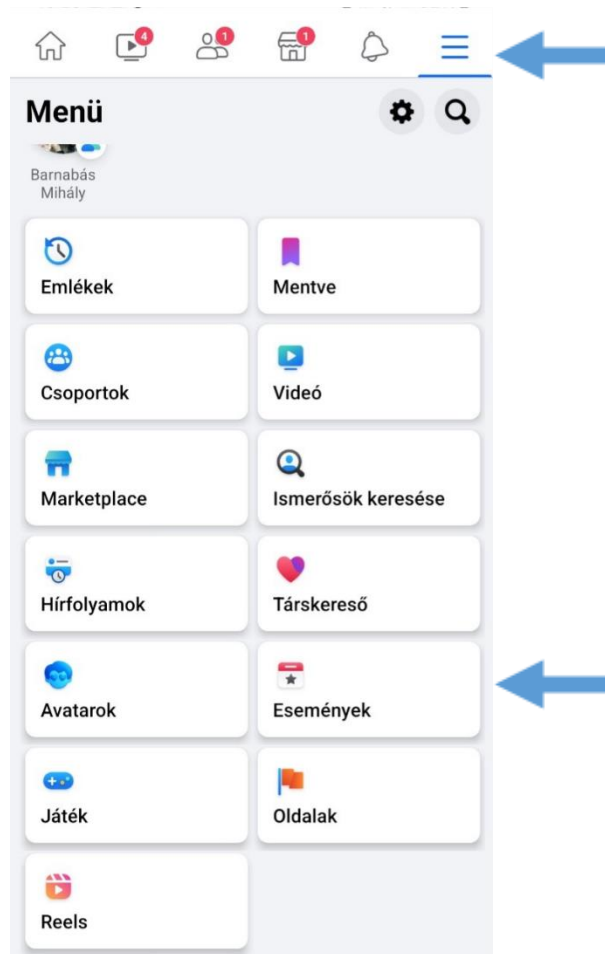 4
1
1
Menü
Barnabás
Mihály
Emlékek
Mentve
Csoportok
Videó
Marketplace
Ismerősök keresése
Hírfolyamok
Társkereső
Avatarok
Események
Játék
Oldalak
Reels